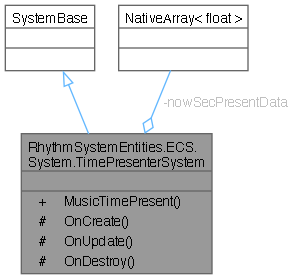 SystemBase
NativeArray< float >
-nowSecPresentData
RhythmSystemEntities.ECS.
System.TimePresenterSystem
+ MusicTimePresent()
# OnCreate()
# OnUpdate()
# OnDestroy()